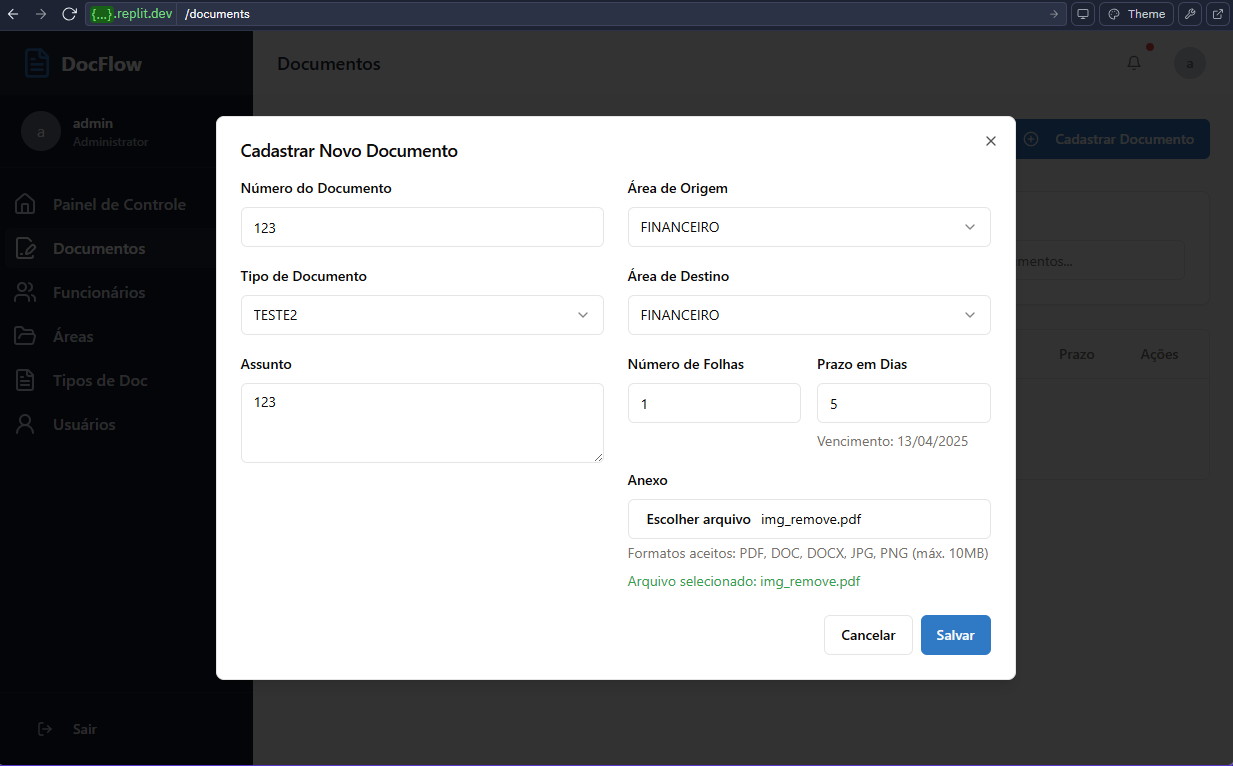 {...}.replit.dev /documents
Theme
DocFlow
Documentos
a
a
admin
Administrator
Cadastrar Documento
Painel de Controle
Documentos
Funcionários
Áreas
Tipos de Doc
Usuários
Sair
mentos...
Prazo
Ações
Cadastrar Novo Documento
Número do Documento
123
Área de Origem
FINANCEIRO
Tipo de Documento
TESTE2
Área de Destino
FINANCEIRO
Assunto
123
Número de Folhas
1
Prazo em Dias
5
Vencimento: 13/04/2025
Anexo
Escolher arquivo img_remove.pdf
Formatos aceitos: PDF, DOC, DOCX, JPG, PNG (máx. 10MB)
Arquivo selecionado: img_remove.pdf
Cancelar
Salvar